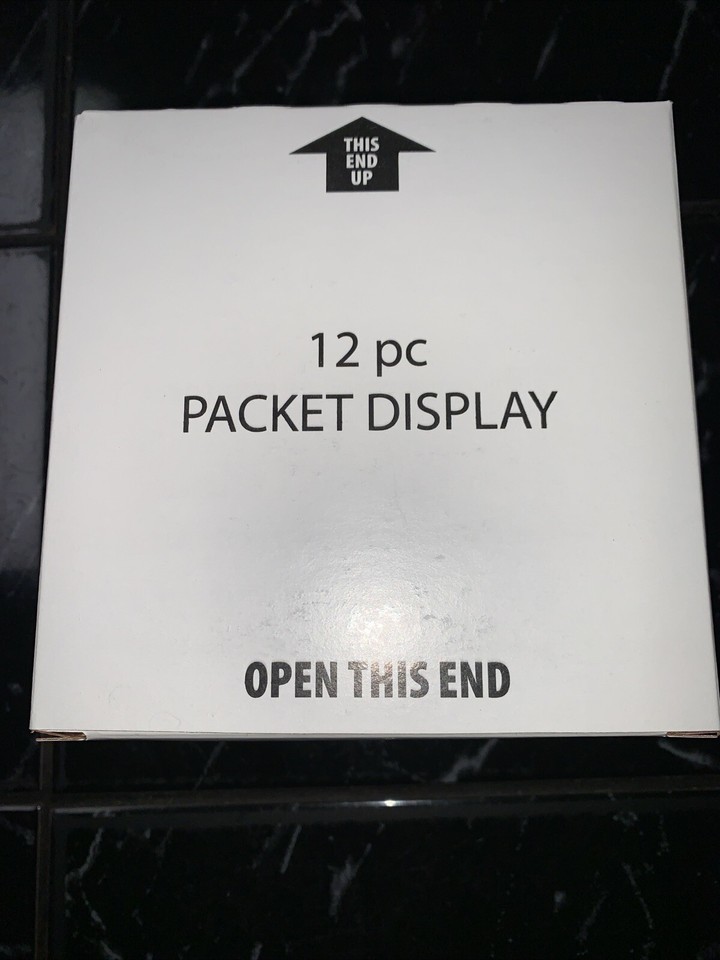 THIS
END
UP
12 pc
PACKET DISPLAY
OPEN THIS END